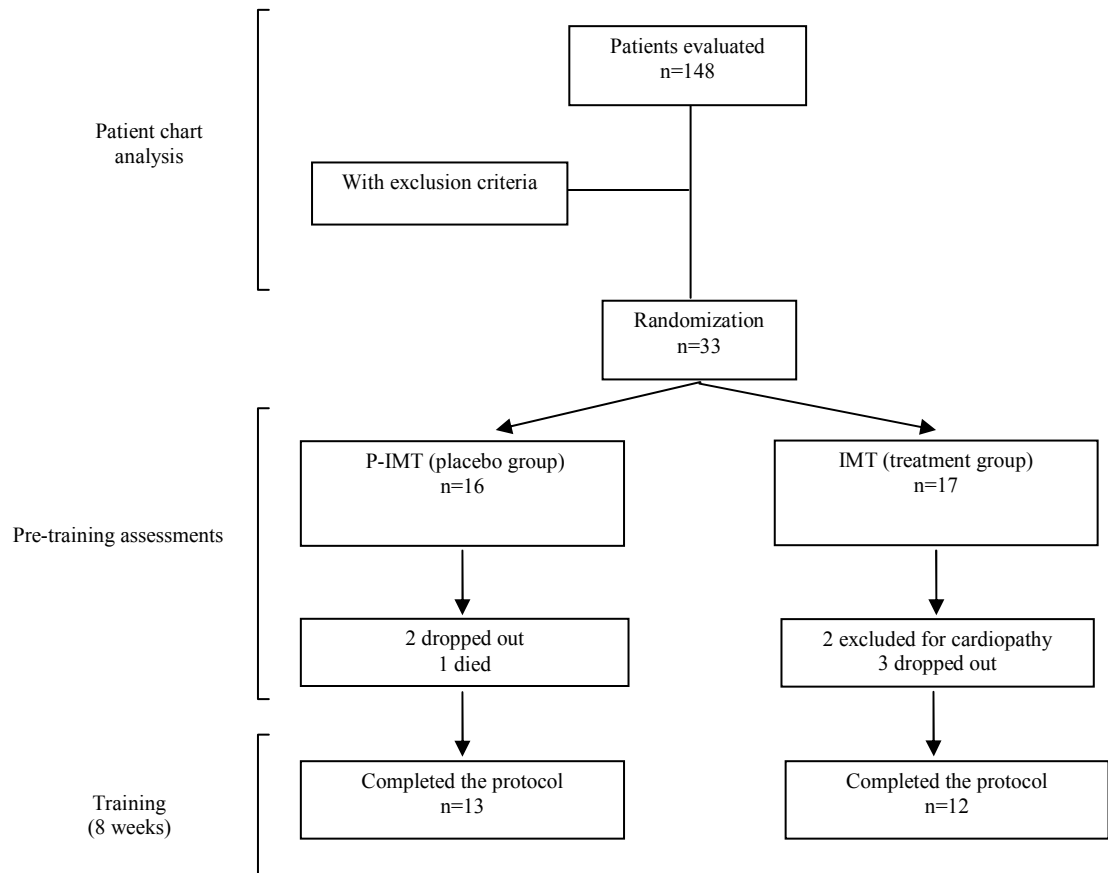 Patients evaluated
n=148
Patient chart
analysis
With exclusion criteria
Randomization
n=33
P-IMT (placebo group)
n=16
IMT (treatment group)
n=17
Pre-training assessments
2 dropped out
1 died
2 excluded for cardiopathy
3 dropped out
Completed the protocol
n=13
Completed the protocol
n=12
Training
(8 weeks)